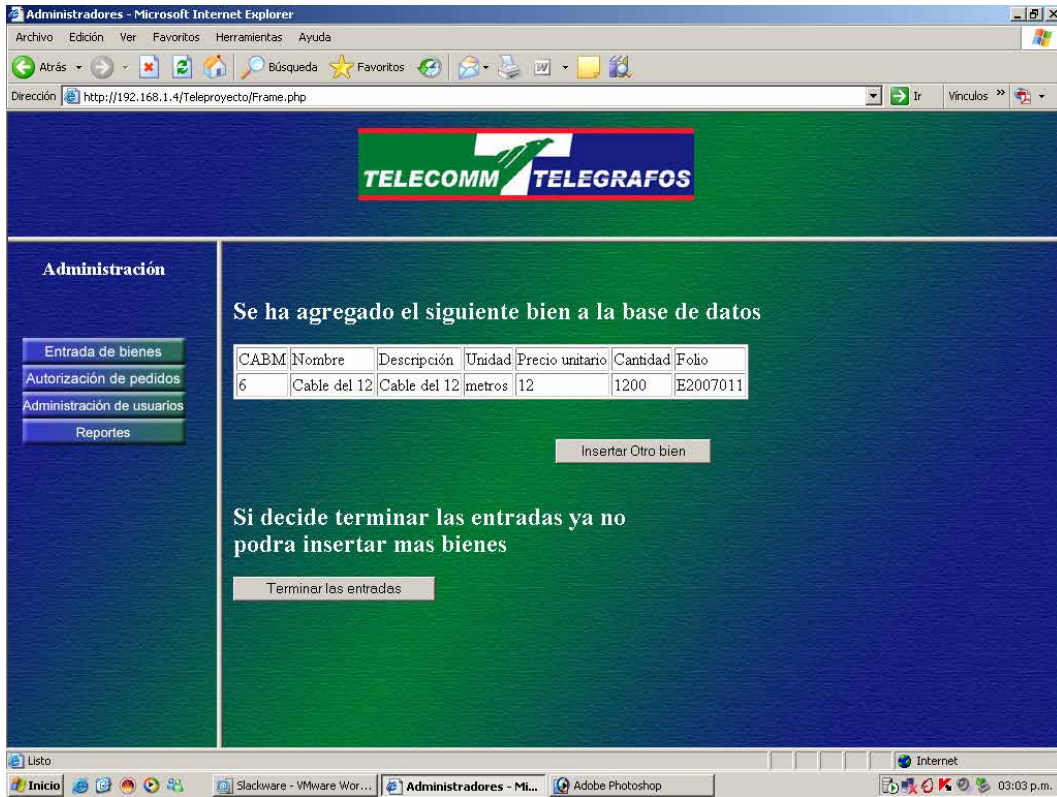 Administradores - Microsoft Internet Explorer
Archivo Edición Ver Favoritos Herramientas Ayuda
Atrás Búsqueda Favoritos
Dirección http://192.168.1.4/Teleproyecto/Frame.php Ir Vínculos »
TELECOMM TELEGRAFOS
Administración
Entrada de bienes
Autorización de pedidos
Administración de usuarios
Reportes
Se ha agregado el siguiente bien a la base de datos
CABM Nombre Descripción Unidad Precio unitario Cantidad Folio
6 Cable del 12 Cable del 12 metros 12 1200 E2007011
Insertar Otro bien
Si decide terminar las entradas ya no
podra insertar mas bienes
Terminar las entradas
Listo Internet
Inicio Slackware - VMware Wor... Administradores - Mi... Adobe Photoshop 03:03 p.m.